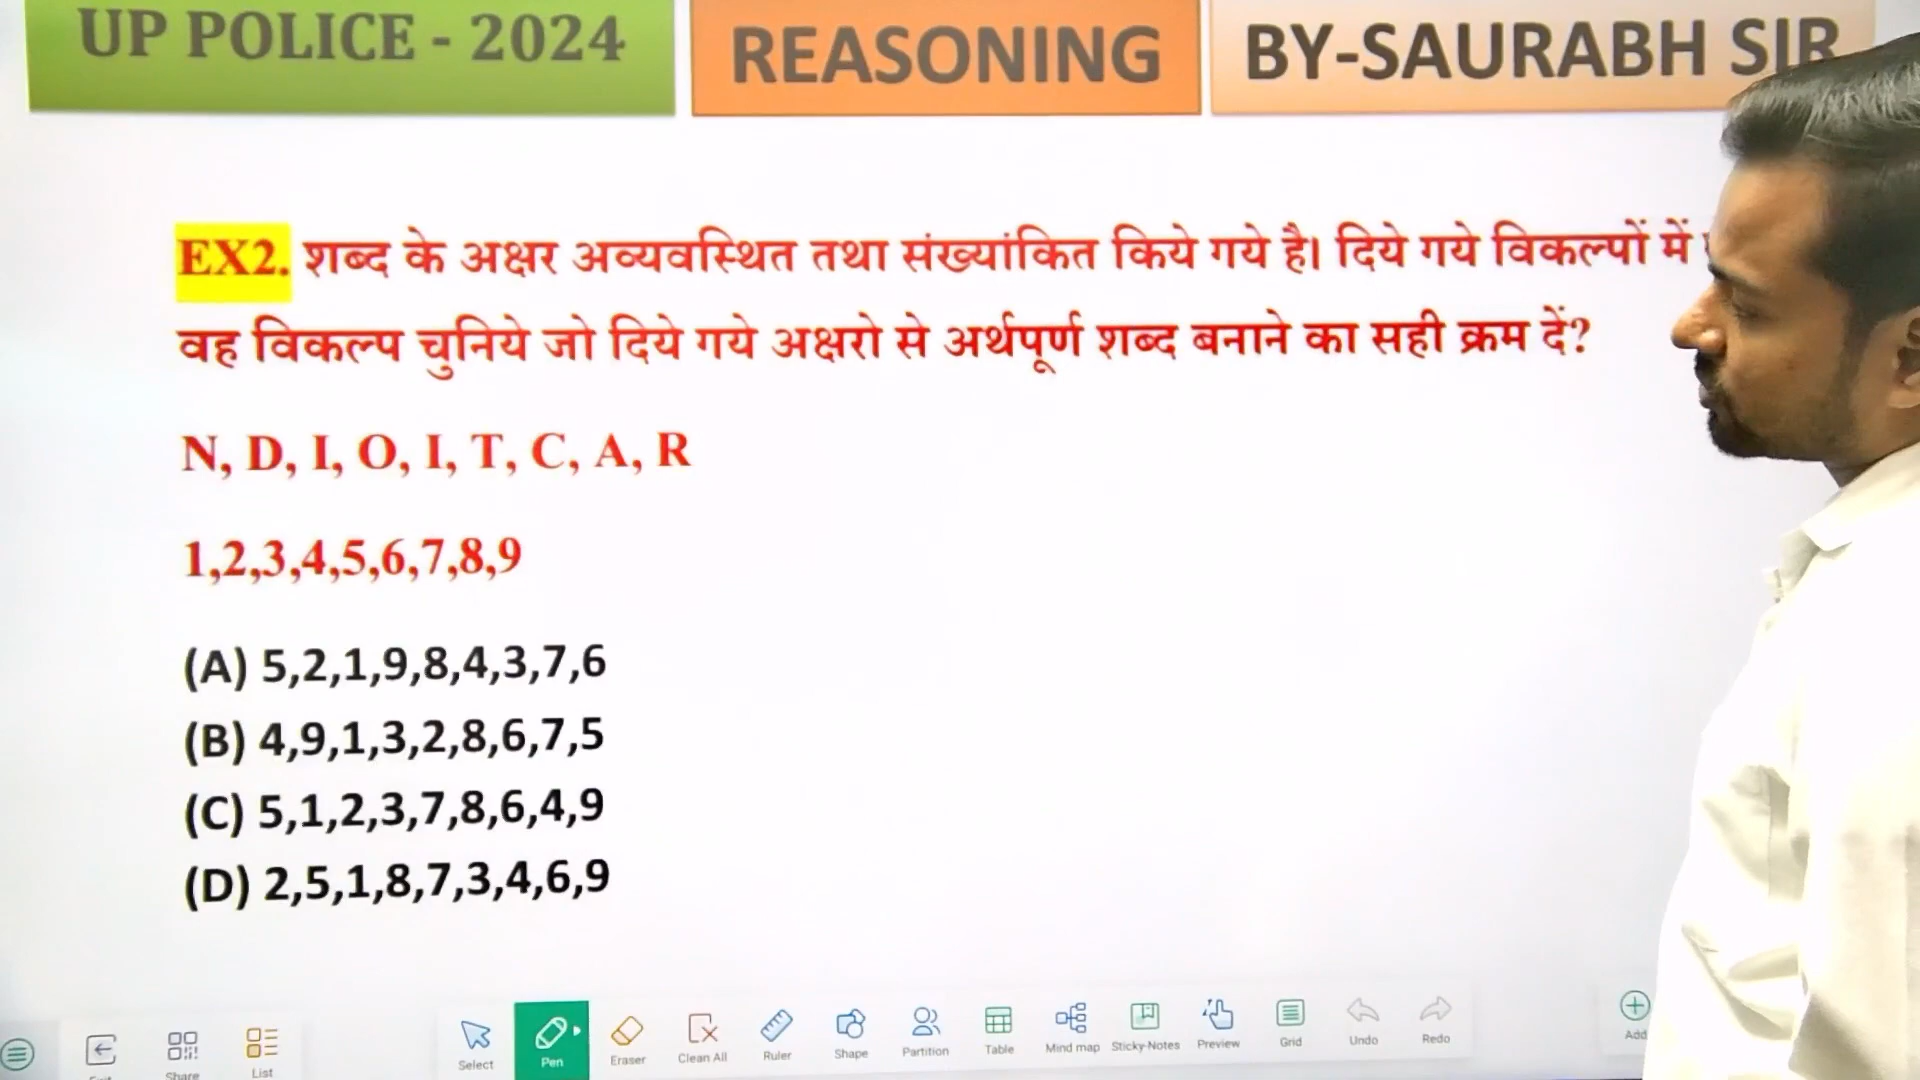 UP POLICE - 2024
REASONING
BY-SAURABH SIR
EX2. शब्द के अक्षर अव्यवस्थित तथा संख्यांकित किये गये है। दिये गये विकल्पों में
वह विकल्प चुनिये जो दिये गये अक्षरो से अर्थपूर्ण शब्द बनाने का सही क्रम दें?
N, D, I, O, I, T, C, A, R
1,2,3,4,5,6,7,8,9
(A) 5,2,1,9,8,4,3,7,6
(B) 4,9,1,3,2,8,6,7,5
(C) 5,1,2,3,7,8,6,4,9
(D) 2,5,1,8,7,3,4,6,9
Share
List
Select
Pen
Eraser
Clean All
Ruler
Shape
Partition
Table
Mind map
Sticky-Notes
Preview
Grid
Undo
Redo
Add